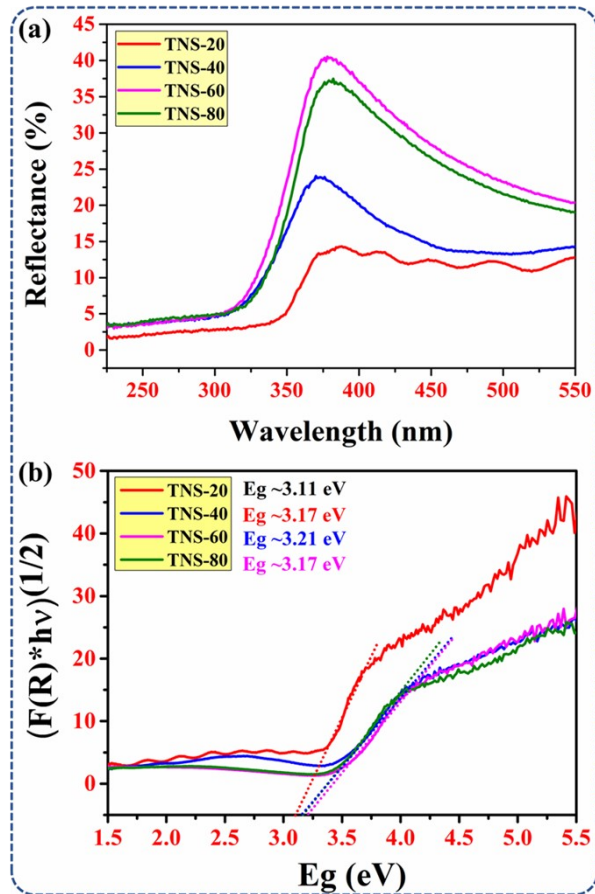 (a)
TNS-20
TNS-40
TNS-60
TNS-80
Reflectance (%)
45
40
35
30
25
20
15
10
5
0
250 300 350 400 450 500 550
Wavelength (nm)
(b)
TNS-20 Eg ~3.11 eV
TNS-40 Eg ~3.17 eV
TNS-60 Eg ~3.21 eV
TNS-80 Eg ~3.17 eV
(F(R)*hν)(1/2)
50
40
30
20
10
0
1.5 2.0 2.5 3.0 3.5 4.0 4.5 5.0 5.5
Eg (eV)